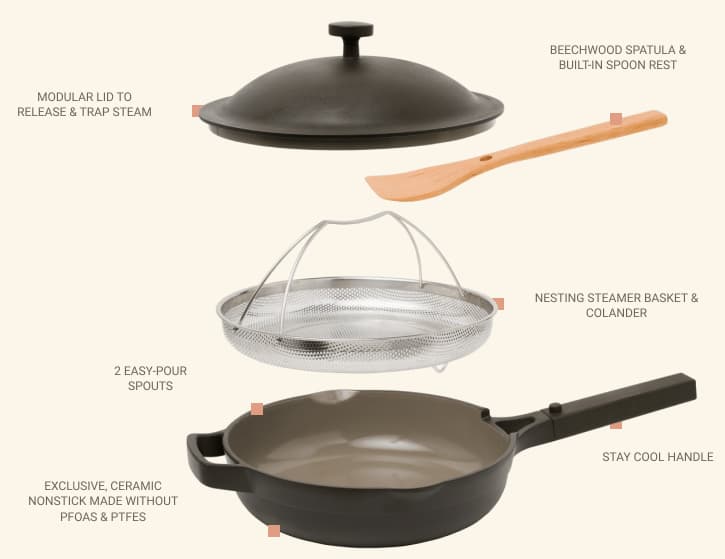 BEECHWOOD SPATULA &
BUILT-IN SPOON REST
MODULAR LID TO
RELEASE & TRAP STEAM
NESTING STEAMER BASKET &
COLANDER
2 EASY-POUR
SPOUTS
STAY COOL HANDLE
EXCLUSIVE, CERAMIC
NONSTICK MADE WITHOUT
PFOAS & PTFES